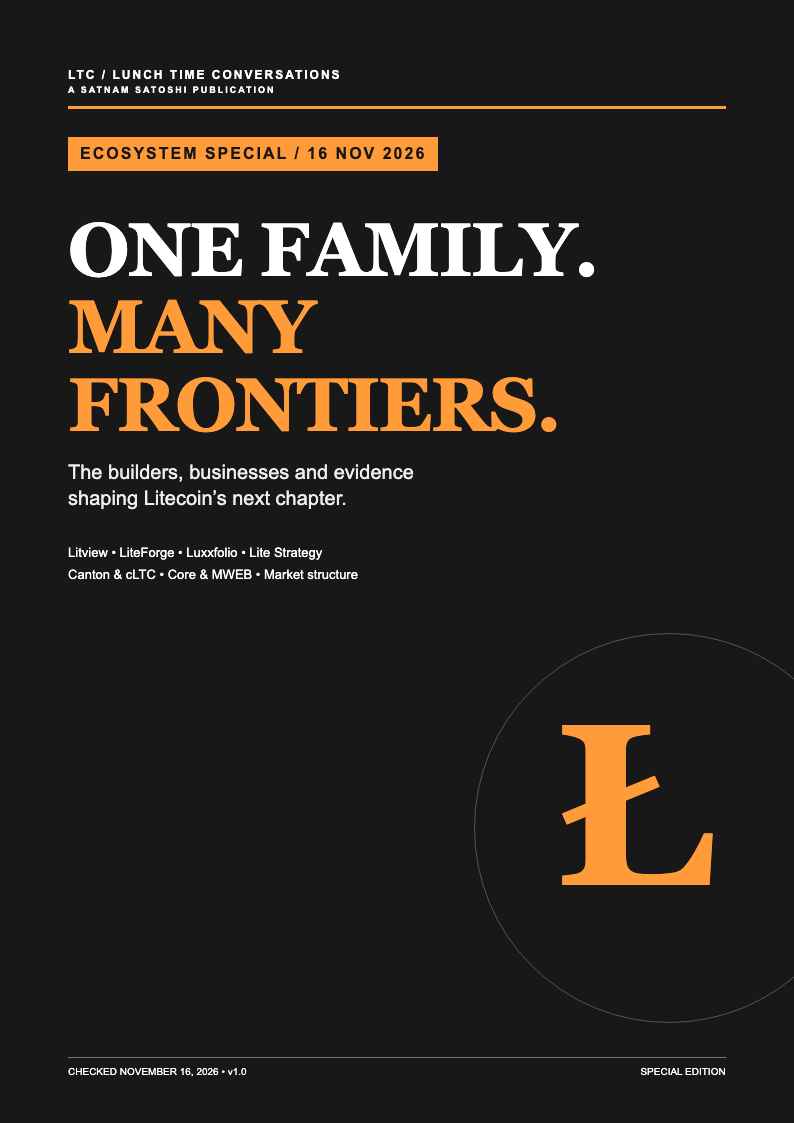 LTC / LUNCH TIME CONVERSATIONS
A SATNAM SATOSHI PUBLICATION
ECOSYSTEM SPECIAL / 16 NOV 2026
ONE FAMILY.
MANY
FRONTIERS.
The builders, businesses and evidence
shaping Litecoin’s next chapter.
Litview • LiteForge • Luxxfolio • Lite Strategy
Canton & cLTC • Core & MWEB • Market structure
Ł
CHECKED NOVEMBER 16, 2026 • v1.0
SPECIAL EDITION